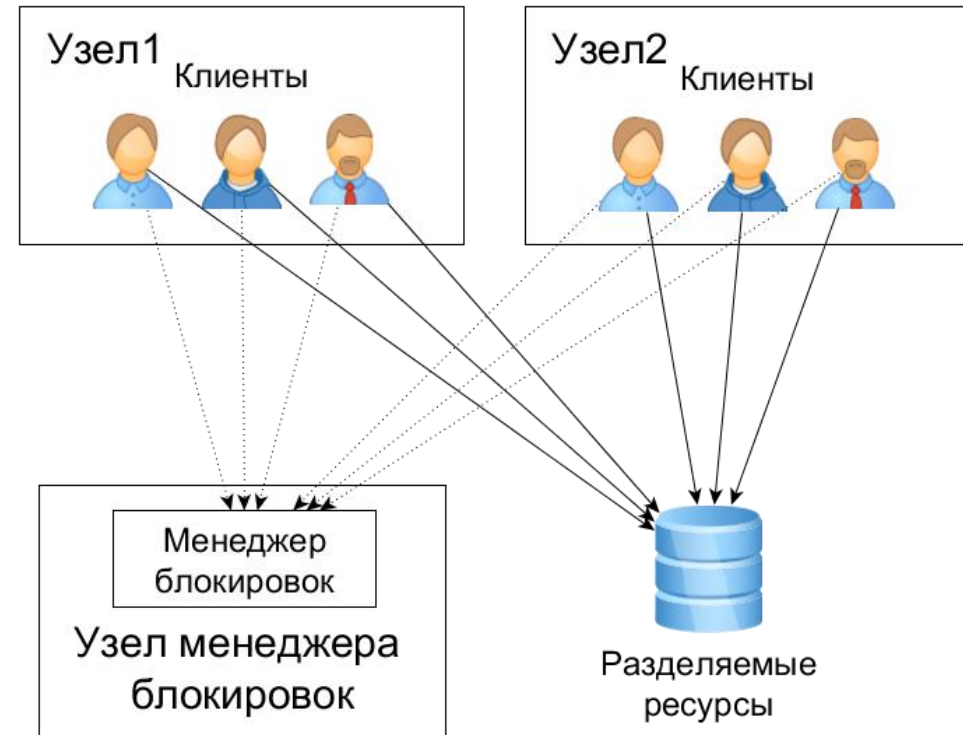 Узел1
Клиенты
Узел2
Клиенты
Менеджер
блокировок
Узел менеджера
блокировок
Разделяемые
ресурсы